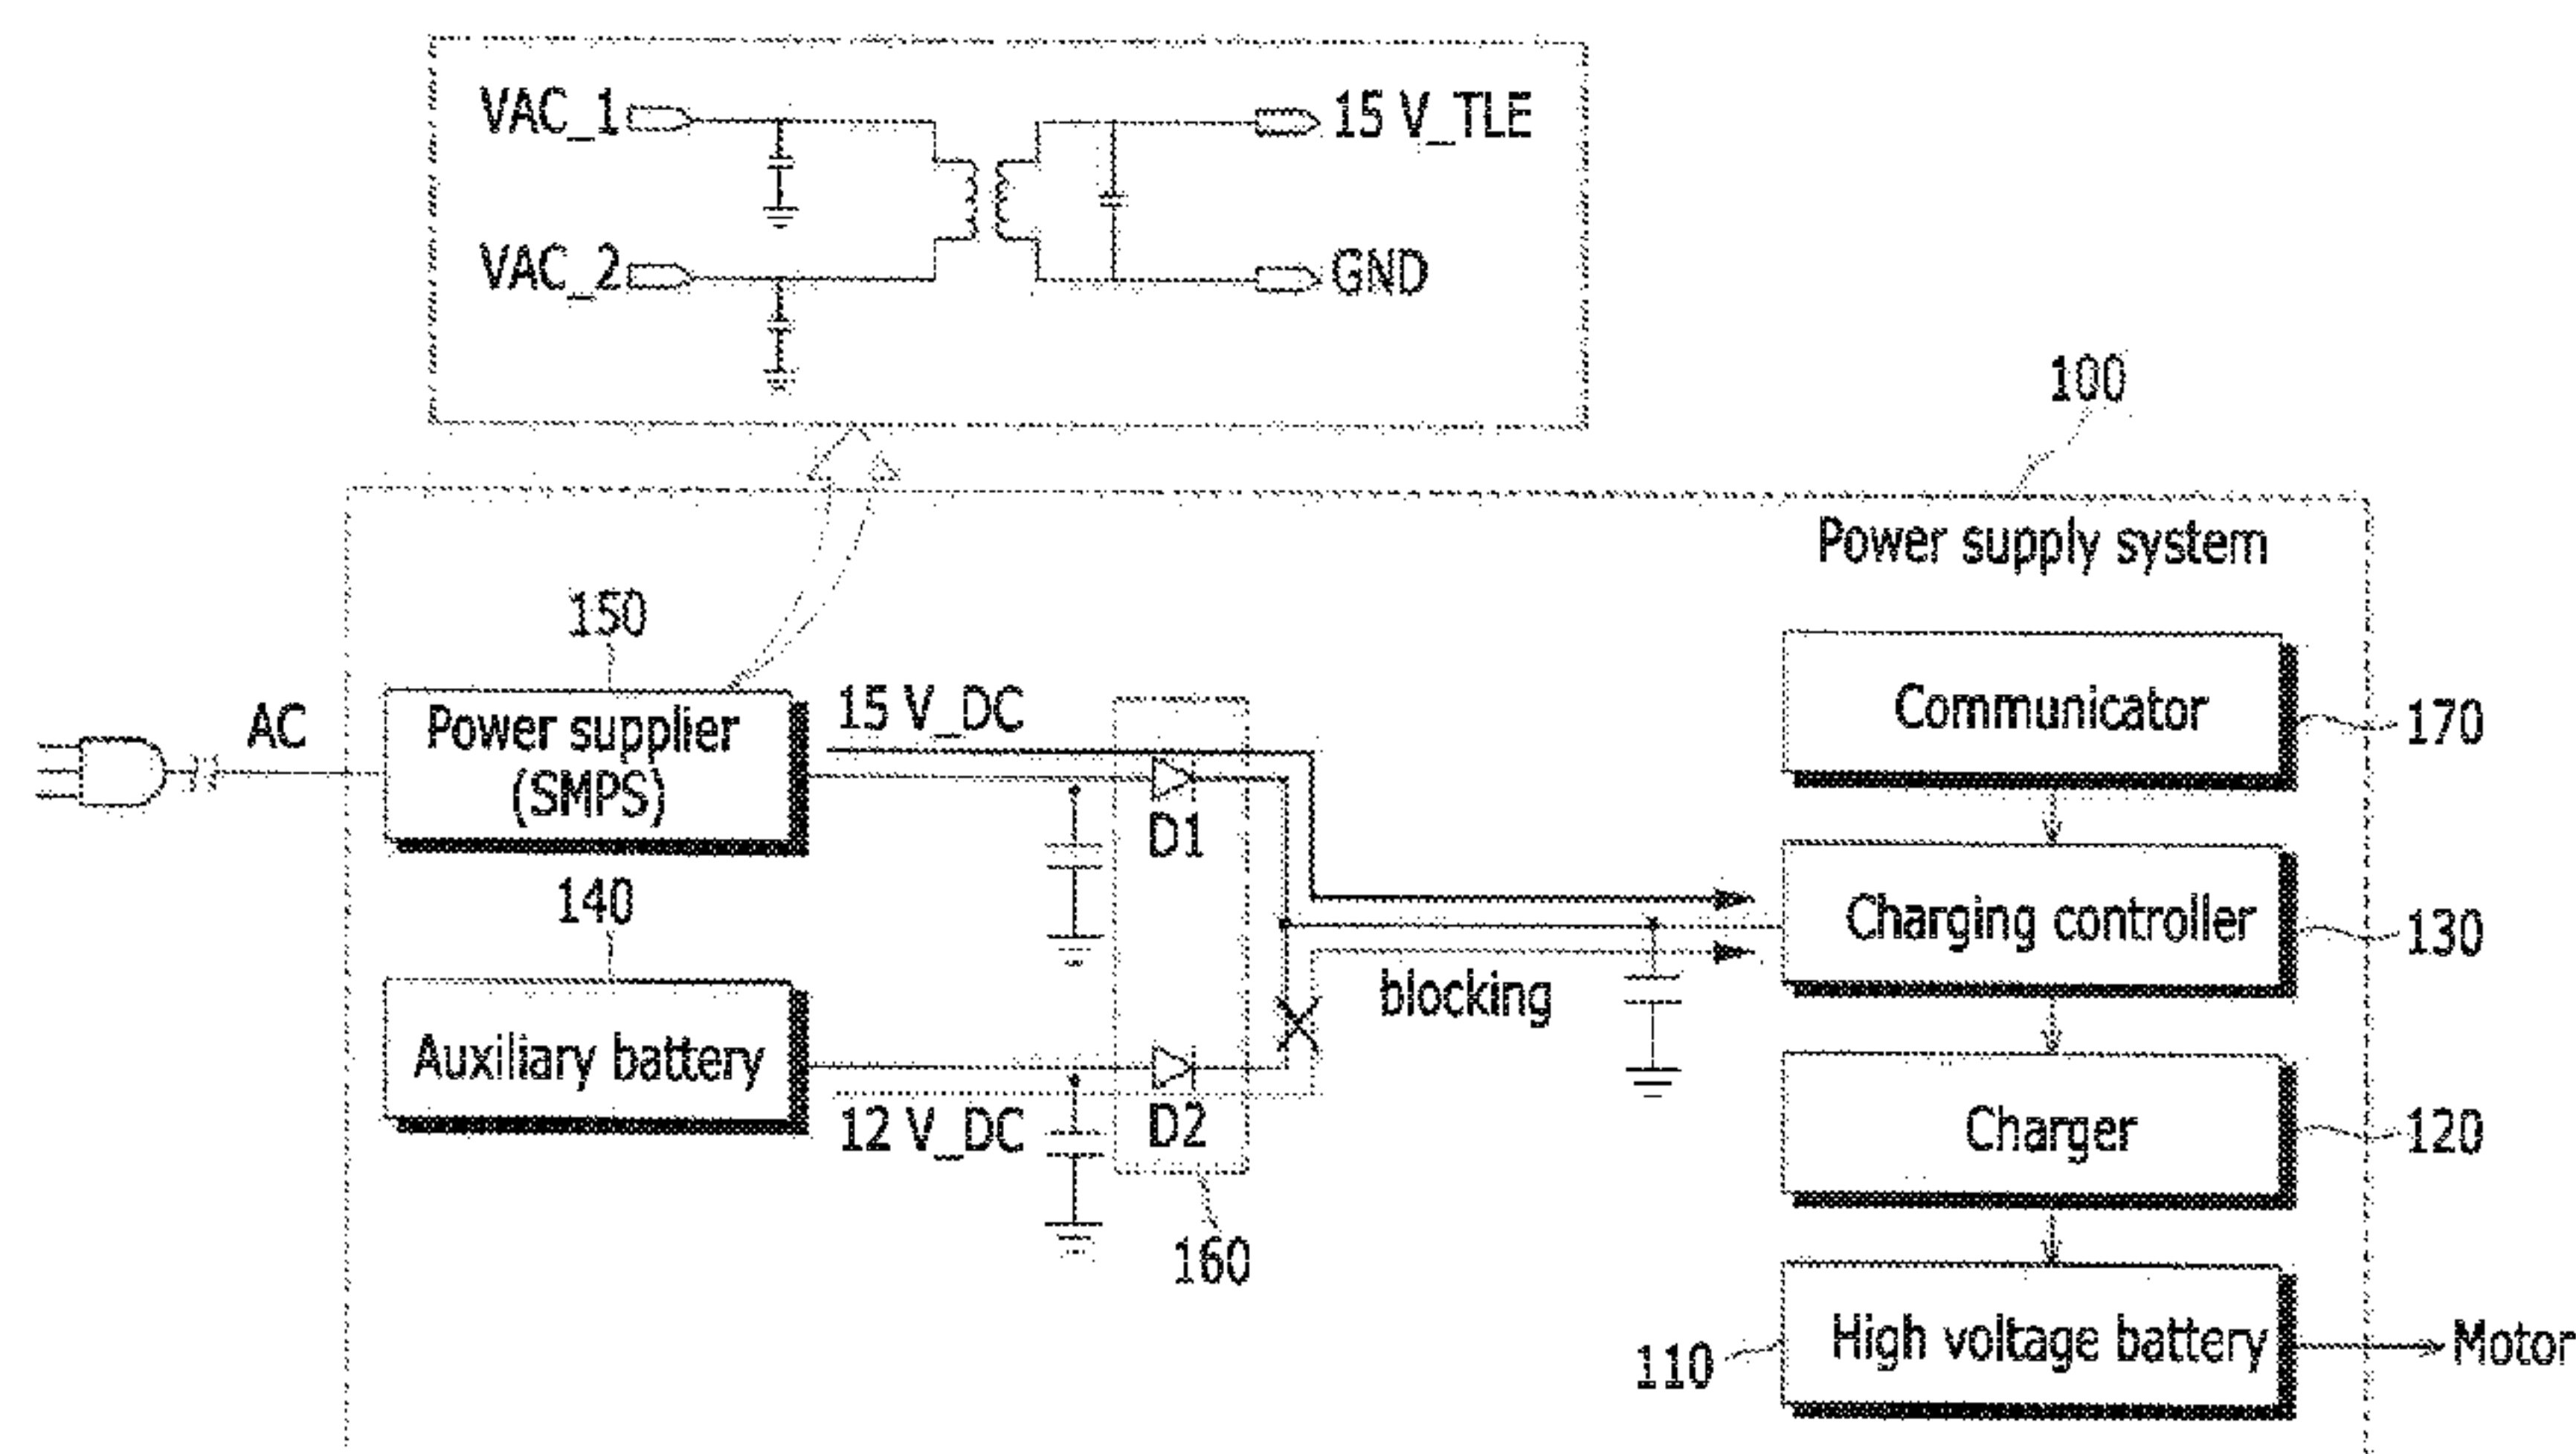 VAC_1
15 V_TLE
VAC_2
GND
100
Power supply system
150
AC
Power supplier
(SMPS)
15 V_DC
D1
Communicator
170
140
Auxiliary battery
12 V_DC
D2
160
blocking
Charging controller
130
Charger
120
110
High voltage battery
Motor